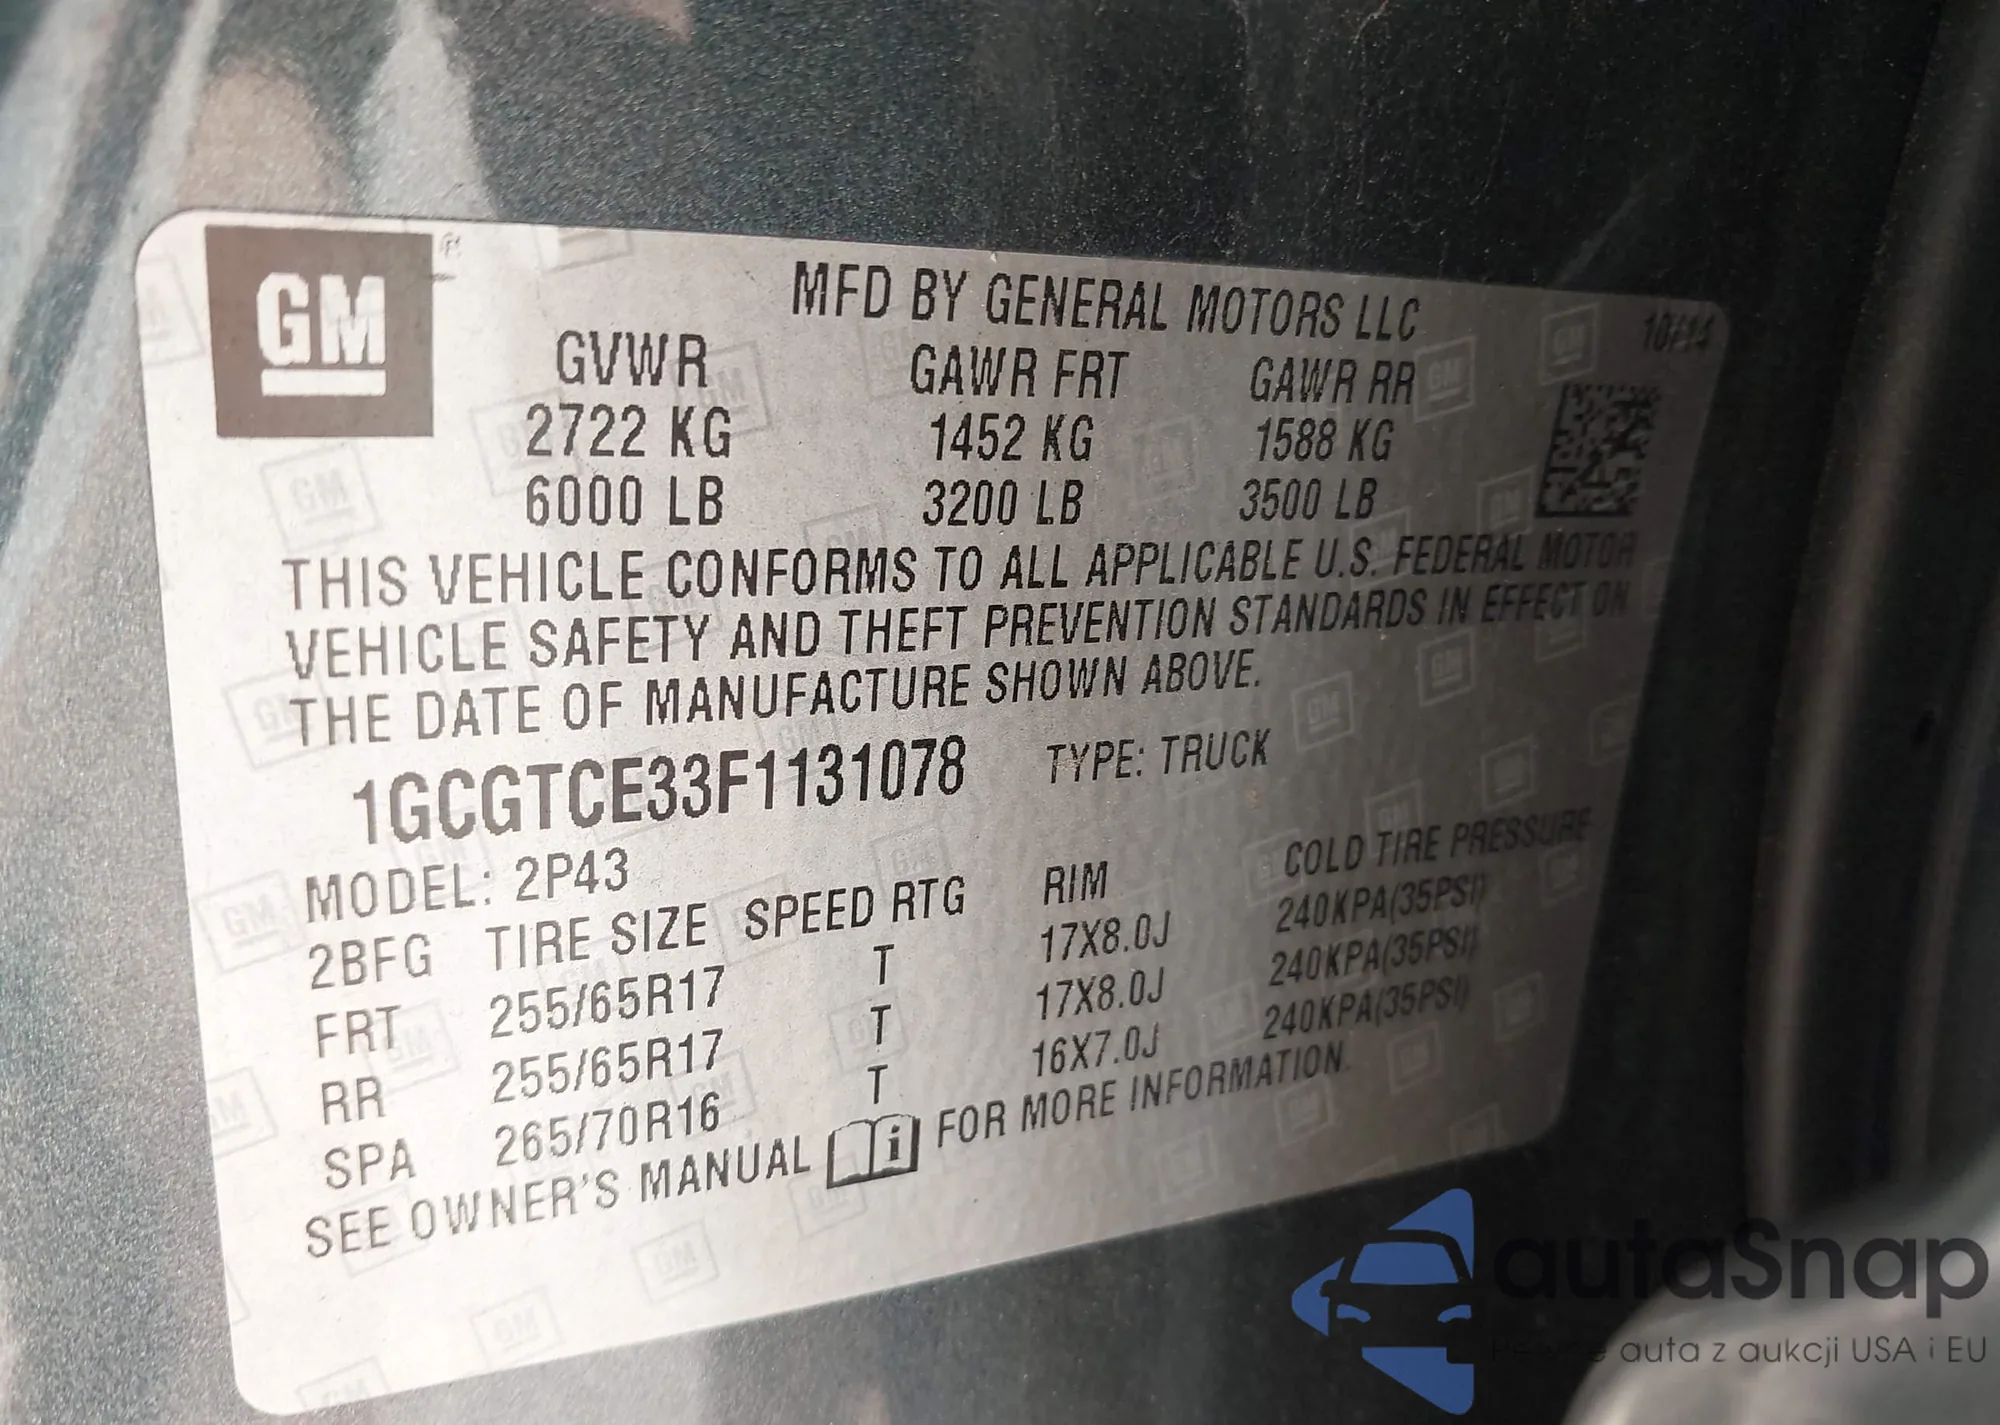 GM
MFD BY GENERAL MOTORS LLC
10/14
GVWR GAWR FRT GAWR RR
2722 KG 1452 KG 1588 KG
6000 LB 3200 LB 3500 LB
THIS VEHICLE CONFORMS TO ALL APPLICABLE U.S. FEDERAL MOTOR
VEHICLE SAFETY AND THEFT PREVENTION STANDARDS IN EFFECT ON
THE DATE OF MANUFACTURE SHOWN ABOVE.
1GCGTCE33F1131078 TYPE: TRUCK
MODEL: 2P43
2BFG TIRE SIZE SPEED RTG RIM COLD TIRE PRESSURE
FRT 255/65R17 T 17X8.0J 240KPA(35PSI)
RR 255/65R17 T 17X8.0J 240KPA(35PSI)
SPA 265/70R16 T 16X7.0J 240KPA(35PSI)
SEE OWNER'S MANUAL i FOR MORE INFORMATION.
autaSnap
auta z aukcji USA i EU